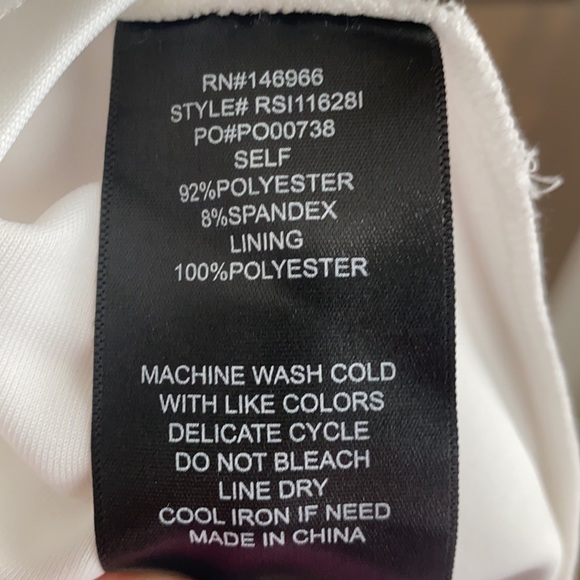 RN#146966
STYLE# RSI11628I
PO#PO00738
SELF
92%POLYESTER
8%SPANDEX
LINING
100%POLYESTER
MACHINE WASH COLD
WITH LIKE COLORS
DELICATE CYCLE
DO NOT BLEACH
LINE DRY
COOL IRON IF NEED
MADE IN CHINA